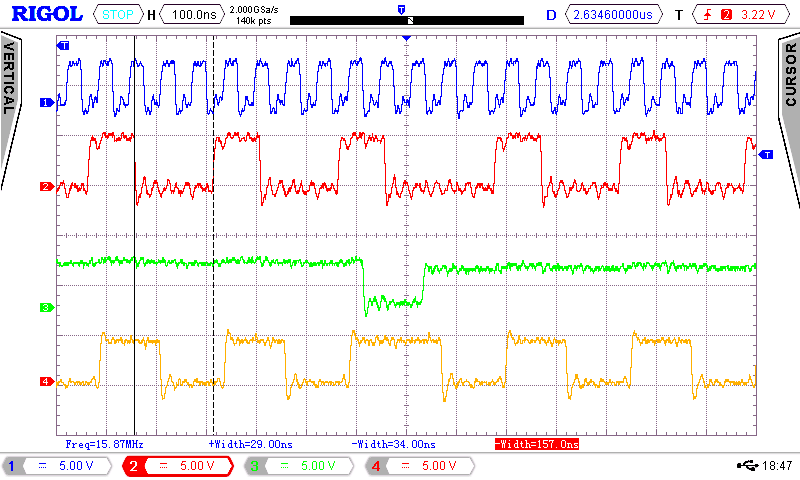 RIGOL STOP H 100.0ns 2.000GSa/s 140k pts T D 2.63460000us T 2 3.22 V
VERTICAL
CURSOR
T
1
2
T
3
4
Freq=15.87MHz +Width=29.00ns -Width=34.00ns -Width=157.0ns
1 5.00 V 2 5.00 V 3 5.00 V 4 5.00 V 18:47